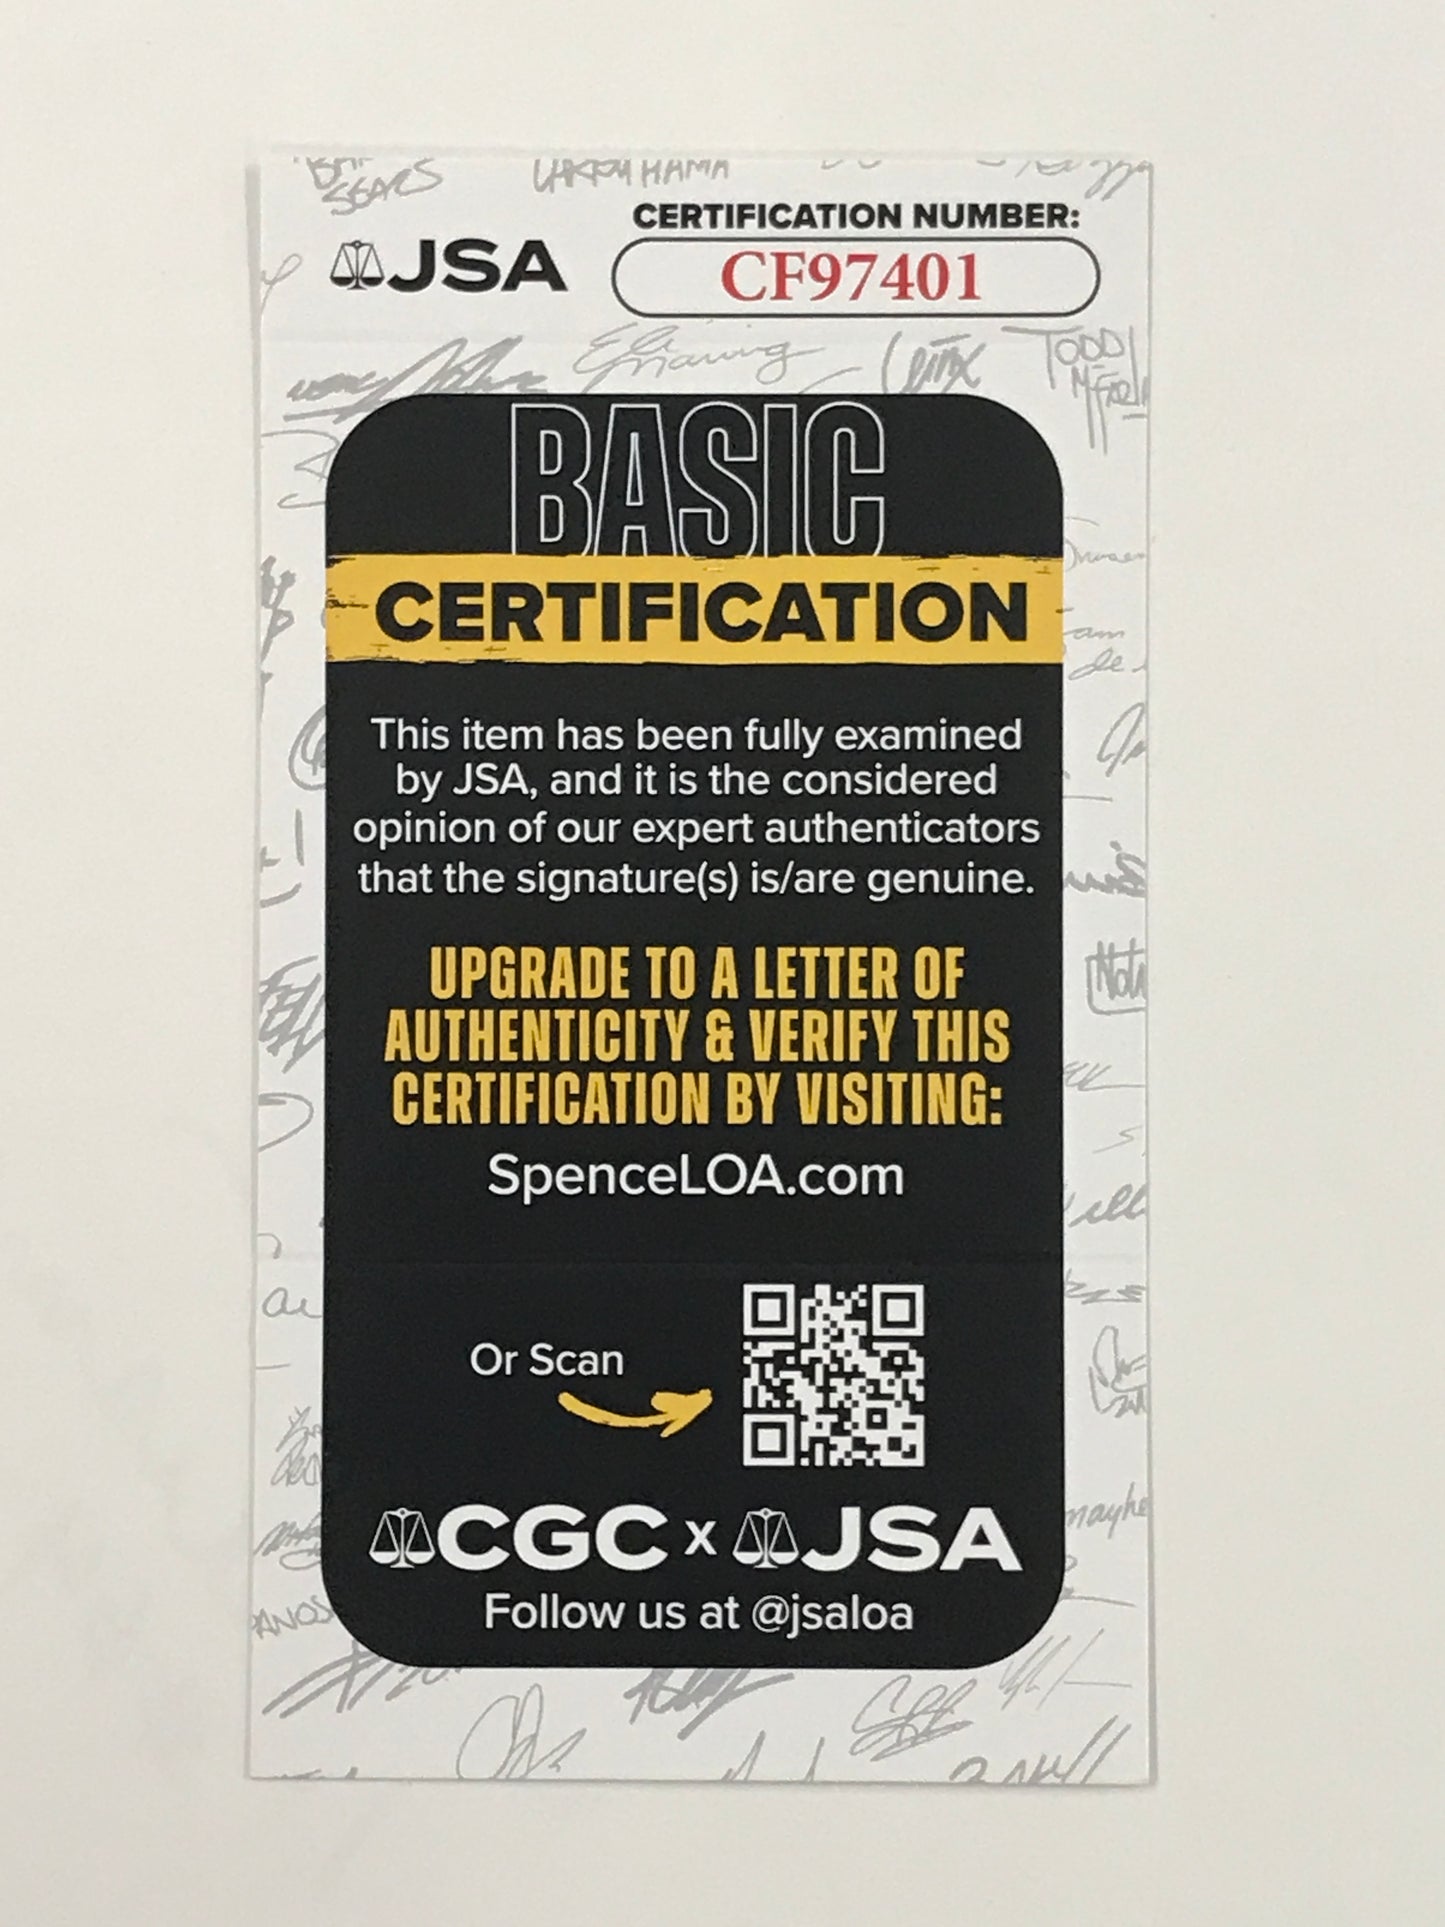 SEARS
CERTIFICATION NUMBER:
JSA
CF97401
TODD
BASIC
CERTIFICATION
This item has been fully examined
by JSA, and it is the considered
opinion of our expert authenticators
that the signature(s) is/are genuine.
UPGRADE TO A LETTER OF
AUTHENTICITY & VERIFY THIS
CERTIFICATION BY VISITING:
SpenceLOA.com
Or Scan
CGC x JSA
Follow us at @jsaloa